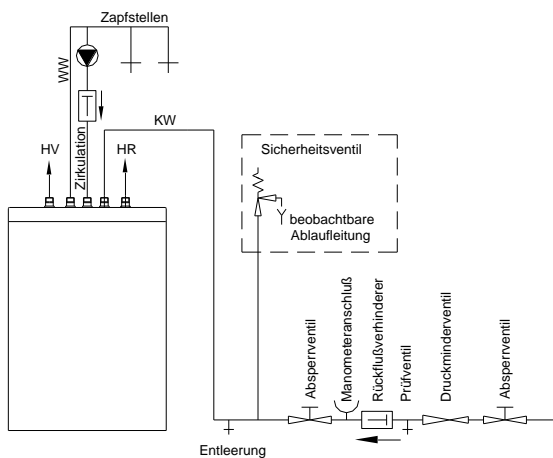 Zapfstellen
WW
Zirkulation
KW
HV
HR
Sicherheitsventil
beobachtbare
Ablaufleitung
Absperrventil
Manometeranschluß
Rückflußverhinderer
Prüfventil
Druckminderventil
Absperrventil
Entleerung